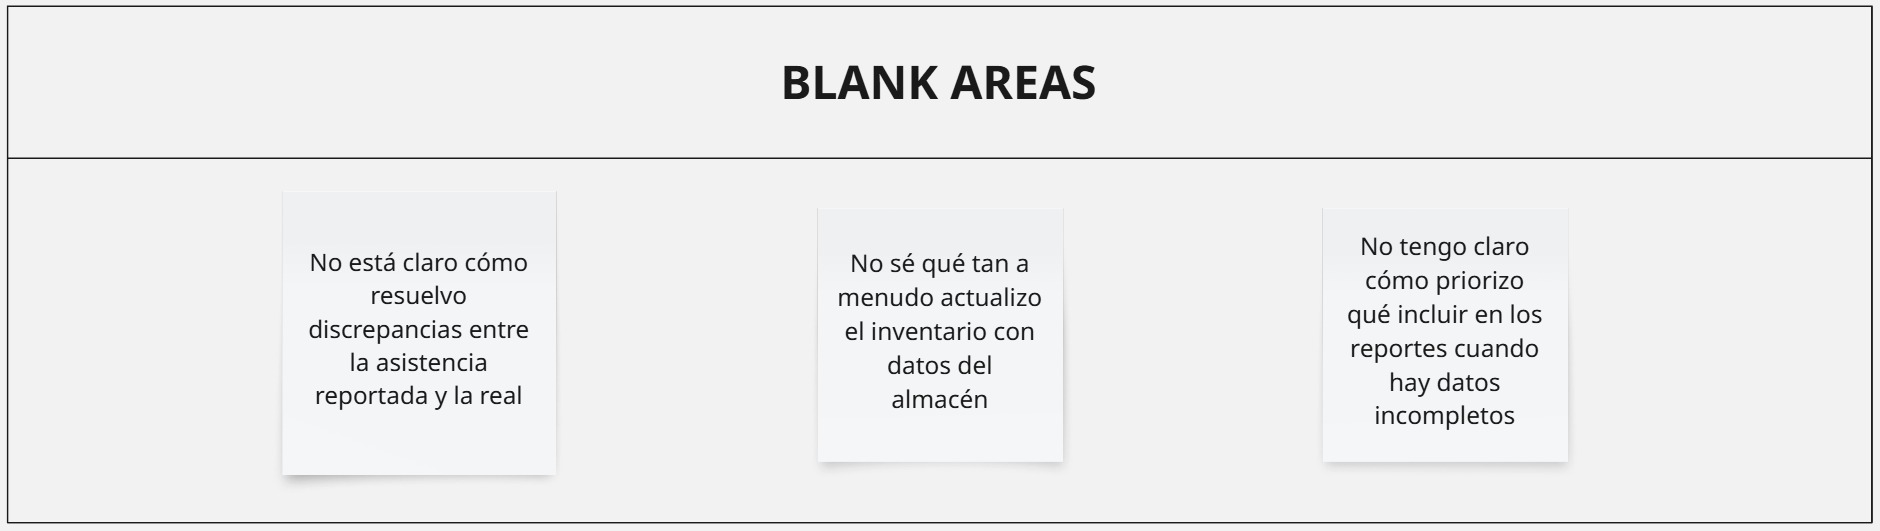 BLANK AREAS
No está claro cómo
resuelvo
discrepancias entre
la asistencia
reportada y la real
No sé qué tan a
menudo actualizo
el inventario con
datos del
almacén
No tengo claro
cómo priorizo
qué incluir en los
reportes cuando
hay datos
incompletos